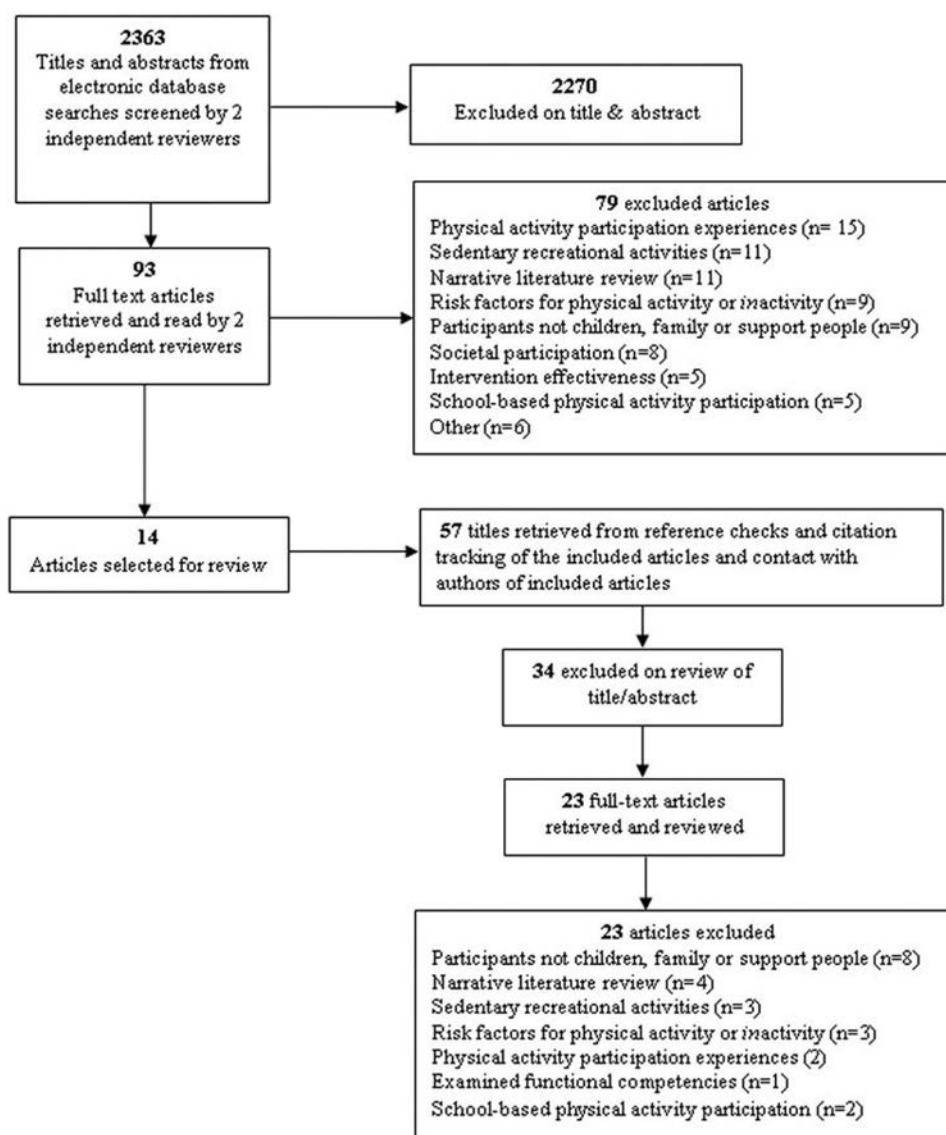 2363
Titles and abstracts from
electronic database
searches screened by 2
independent reviewers
2270
Excluded on title & abstract
93
Full text articles
retrieved and read by 2
independent reviewers
79 excluded articles
Physical activity participation experiences (n= 15)
Sedentary recreational activities (n=11)
Narrative literature review (n=11)
Risk factors for physical activity or inactivity (n=9)
Participants not children, family or support people (n=9)
Societal participation (n=8)
Intervention effectiveness (n=5)
School-based physical activity participation (n=5)
Other (n=6)
14
Articles selected for review
57 titles retrieved from reference checks and citation
tracking of the included articles and contact with
authors of included articles
34 excluded on review of
title/abstract
23 full-text articles
retrieved and reviewed
23 articles excluded
Participants not children, family or support people (n=8)
Narrative literature review (n=4)
Sedentary recreational activities (n=3)
Risk factors for physical activity or inactivity (n=3)
Physical activity participation experiences (2)
Examined functional competencies (n=1)
School-based physical activity participation (n=2)